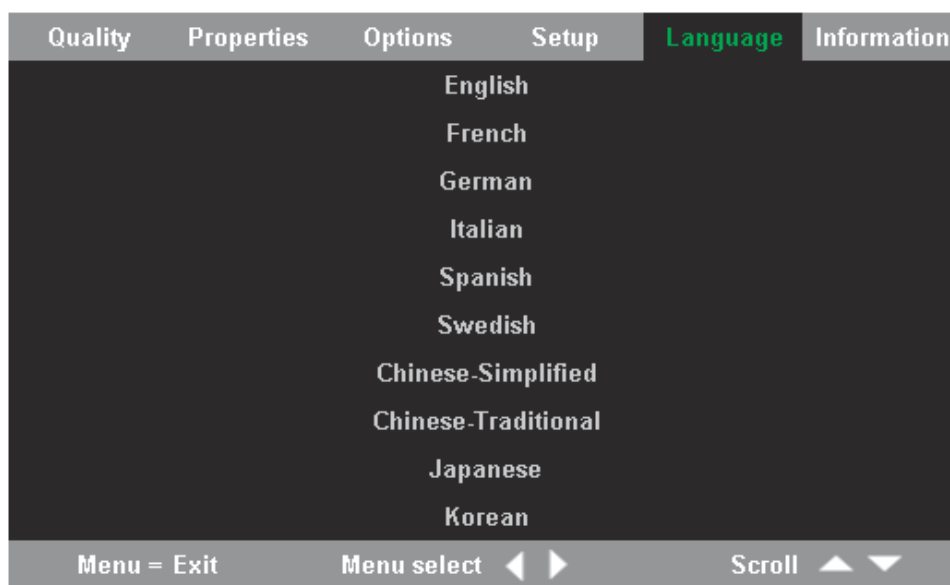 Quality Properties Options Setup Language Information
English
French
German
Italian
Spanish
Swedish
Chinese-Simplified
Chinese-Traditional
Japanese
Korean
Menu = Exit Menu select Scroll